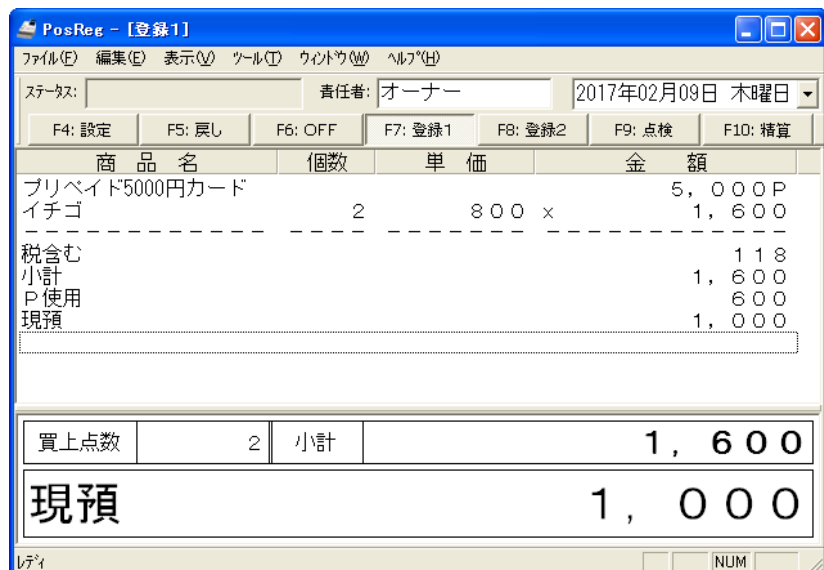 PosReg - [登録1]
ファイル(F) 編集(E) 表示(V) ツール(T) ウィンドウ(W) ヘルプ(H)
ステータス: 責任者: オーナー 2017年02月09日 木曜日
F4: 設定 F5: 戻し F6: OFF F7: 登録1 F8: 登録2 F9: 点検 F10: 精算
商 品 名 個数 単 価 金 額
プリペイド5000円カード 5,000P
イチゴ 2 800 x 1,600
税含む 118
小計 1,600
P使用 600
現預 1,000
買上点数 2 小計 1,600
現預 1,000
レディ NUM